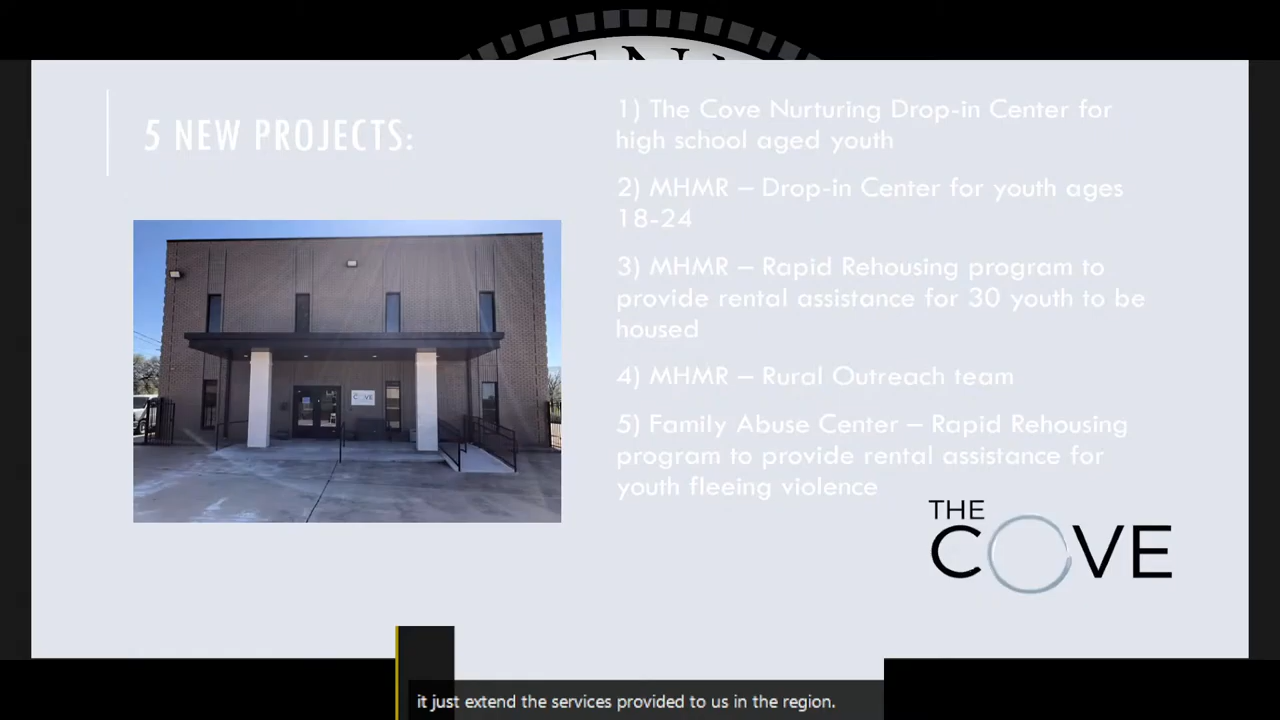 5 NEW PROJECTS:
1) The Cove Nurturing Drop-in Center for
high school aged youth
2) MHMR – Drop-in Center for youth ages
18-24
3) MHMR – Rapid Rehousing program to
provide rental assistance for 30 youth to be
housed
4) MHMR – Rural Outreach team
5) Family Abuse Center – Rapid Rehousing
program to provide rental assistance for
youth fleeing violence
COVE
THE
COVE
it just extend the services provided to us in the region.